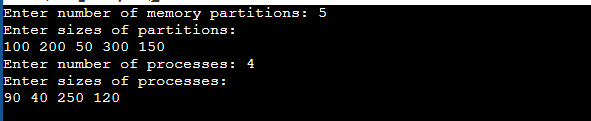 Enter number of memory partitions: 5
Enter sizes of partitions:
100 200 50 300 150
Enter number of processes: 4
Enter sizes of processes:
90 40 250 120